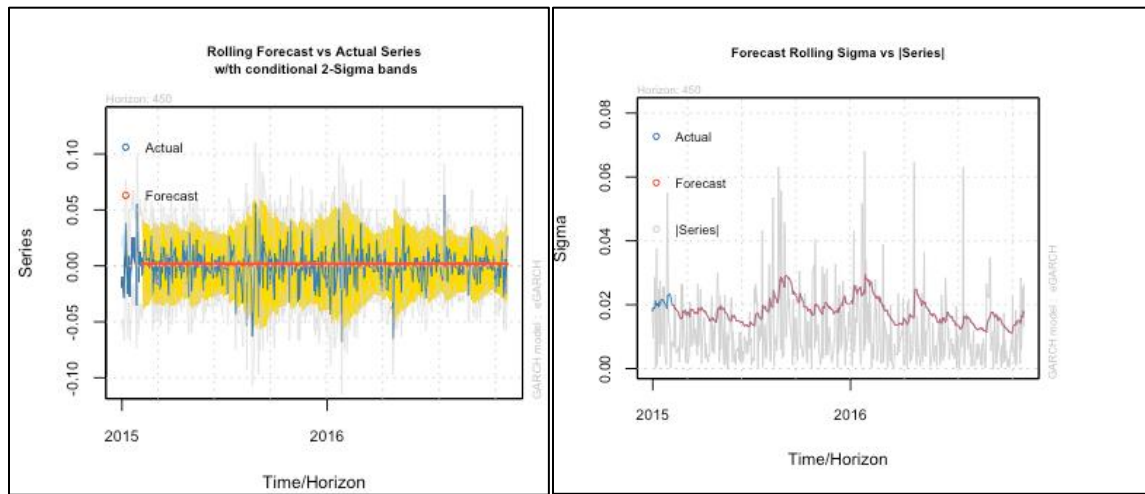 Rolling Forecast vs Actual Series
w/th conditional 2-Sigma bands
Horizon: 450
Actual
Forecast
Series
0.10
0.05
0.00
-0.05
-0.10
2015
2016
Time/Horizon
GARCH model eGARCH
Forecast Rolling Sigma vs |Series|
Horizon: 450
Actual
Forecast
|Series|
Sigma
0.08
0.06
0.04
0.02
0.00
2015
2016
Time/Horizon
GARCH model eGARCH